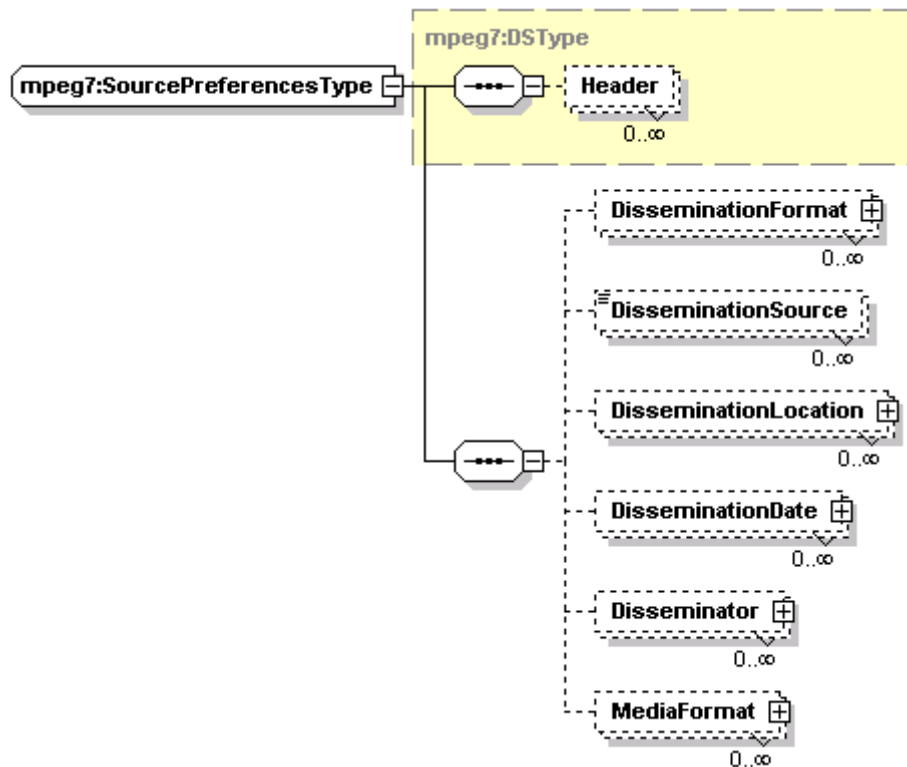 mpeg7:DSType
mpeg7:SourcePreferencesType
Header
0..∞
DisseminationFormat
0..∞
DisseminationSource
0..∞
DisseminationLocation
0..∞
DisseminationDate
0..∞
Disseminator
0..∞
MediaFormat
0..∞